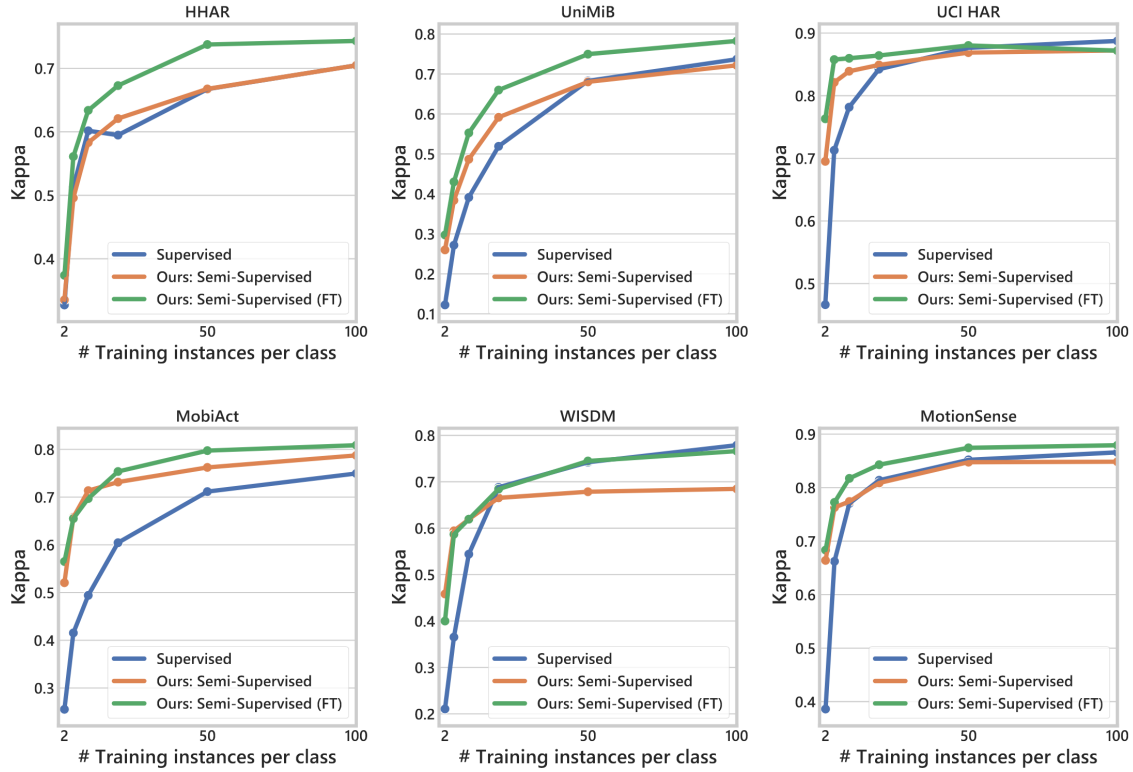 HHAR
Kappa
0.7
0.6
0.5
0.4
Supervised
Ours: Semi-Supervised
Ours: Semi-Supervised (FT)
2 50 100
# Training instances per class
UniMiB
Kappa
0.8
0.7
0.6
0.5
0.4
0.3
0.2
0.1
Supervised
Ours: Semi-Supervised
Ours: Semi-Supervised (FT)
2 50 100
# Training instances per class
UCI HAR
Kappa
0.9
0.8
0.7
0.6
0.5
Supervised
Ours: Semi-Supervised
Ours: Semi-Supervised (FT)
2 50 100
# Training instances per class
MobiAct
Kappa
0.8
0.7
0.6
0.5
0.4
0.3
Supervised
Ours: Semi-Supervised
Ours: Semi-Supervised (FT)
2 50 100
# Training instances per class
WISDM
Kappa
0.8
0.7
0.6
0.5
0.4
0.3
0.2
Supervised
Ours: Semi-Supervised
Ours: Semi-Supervised (FT)
2 50 100
# Training instances per class
MotionSense
Kappa
0.9
0.8
0.7
0.6
0.5
0.4
Supervised
Ours: Semi-Supervised
Ours: Semi-Supervised (FT)
2 50 100
# Training instances per class